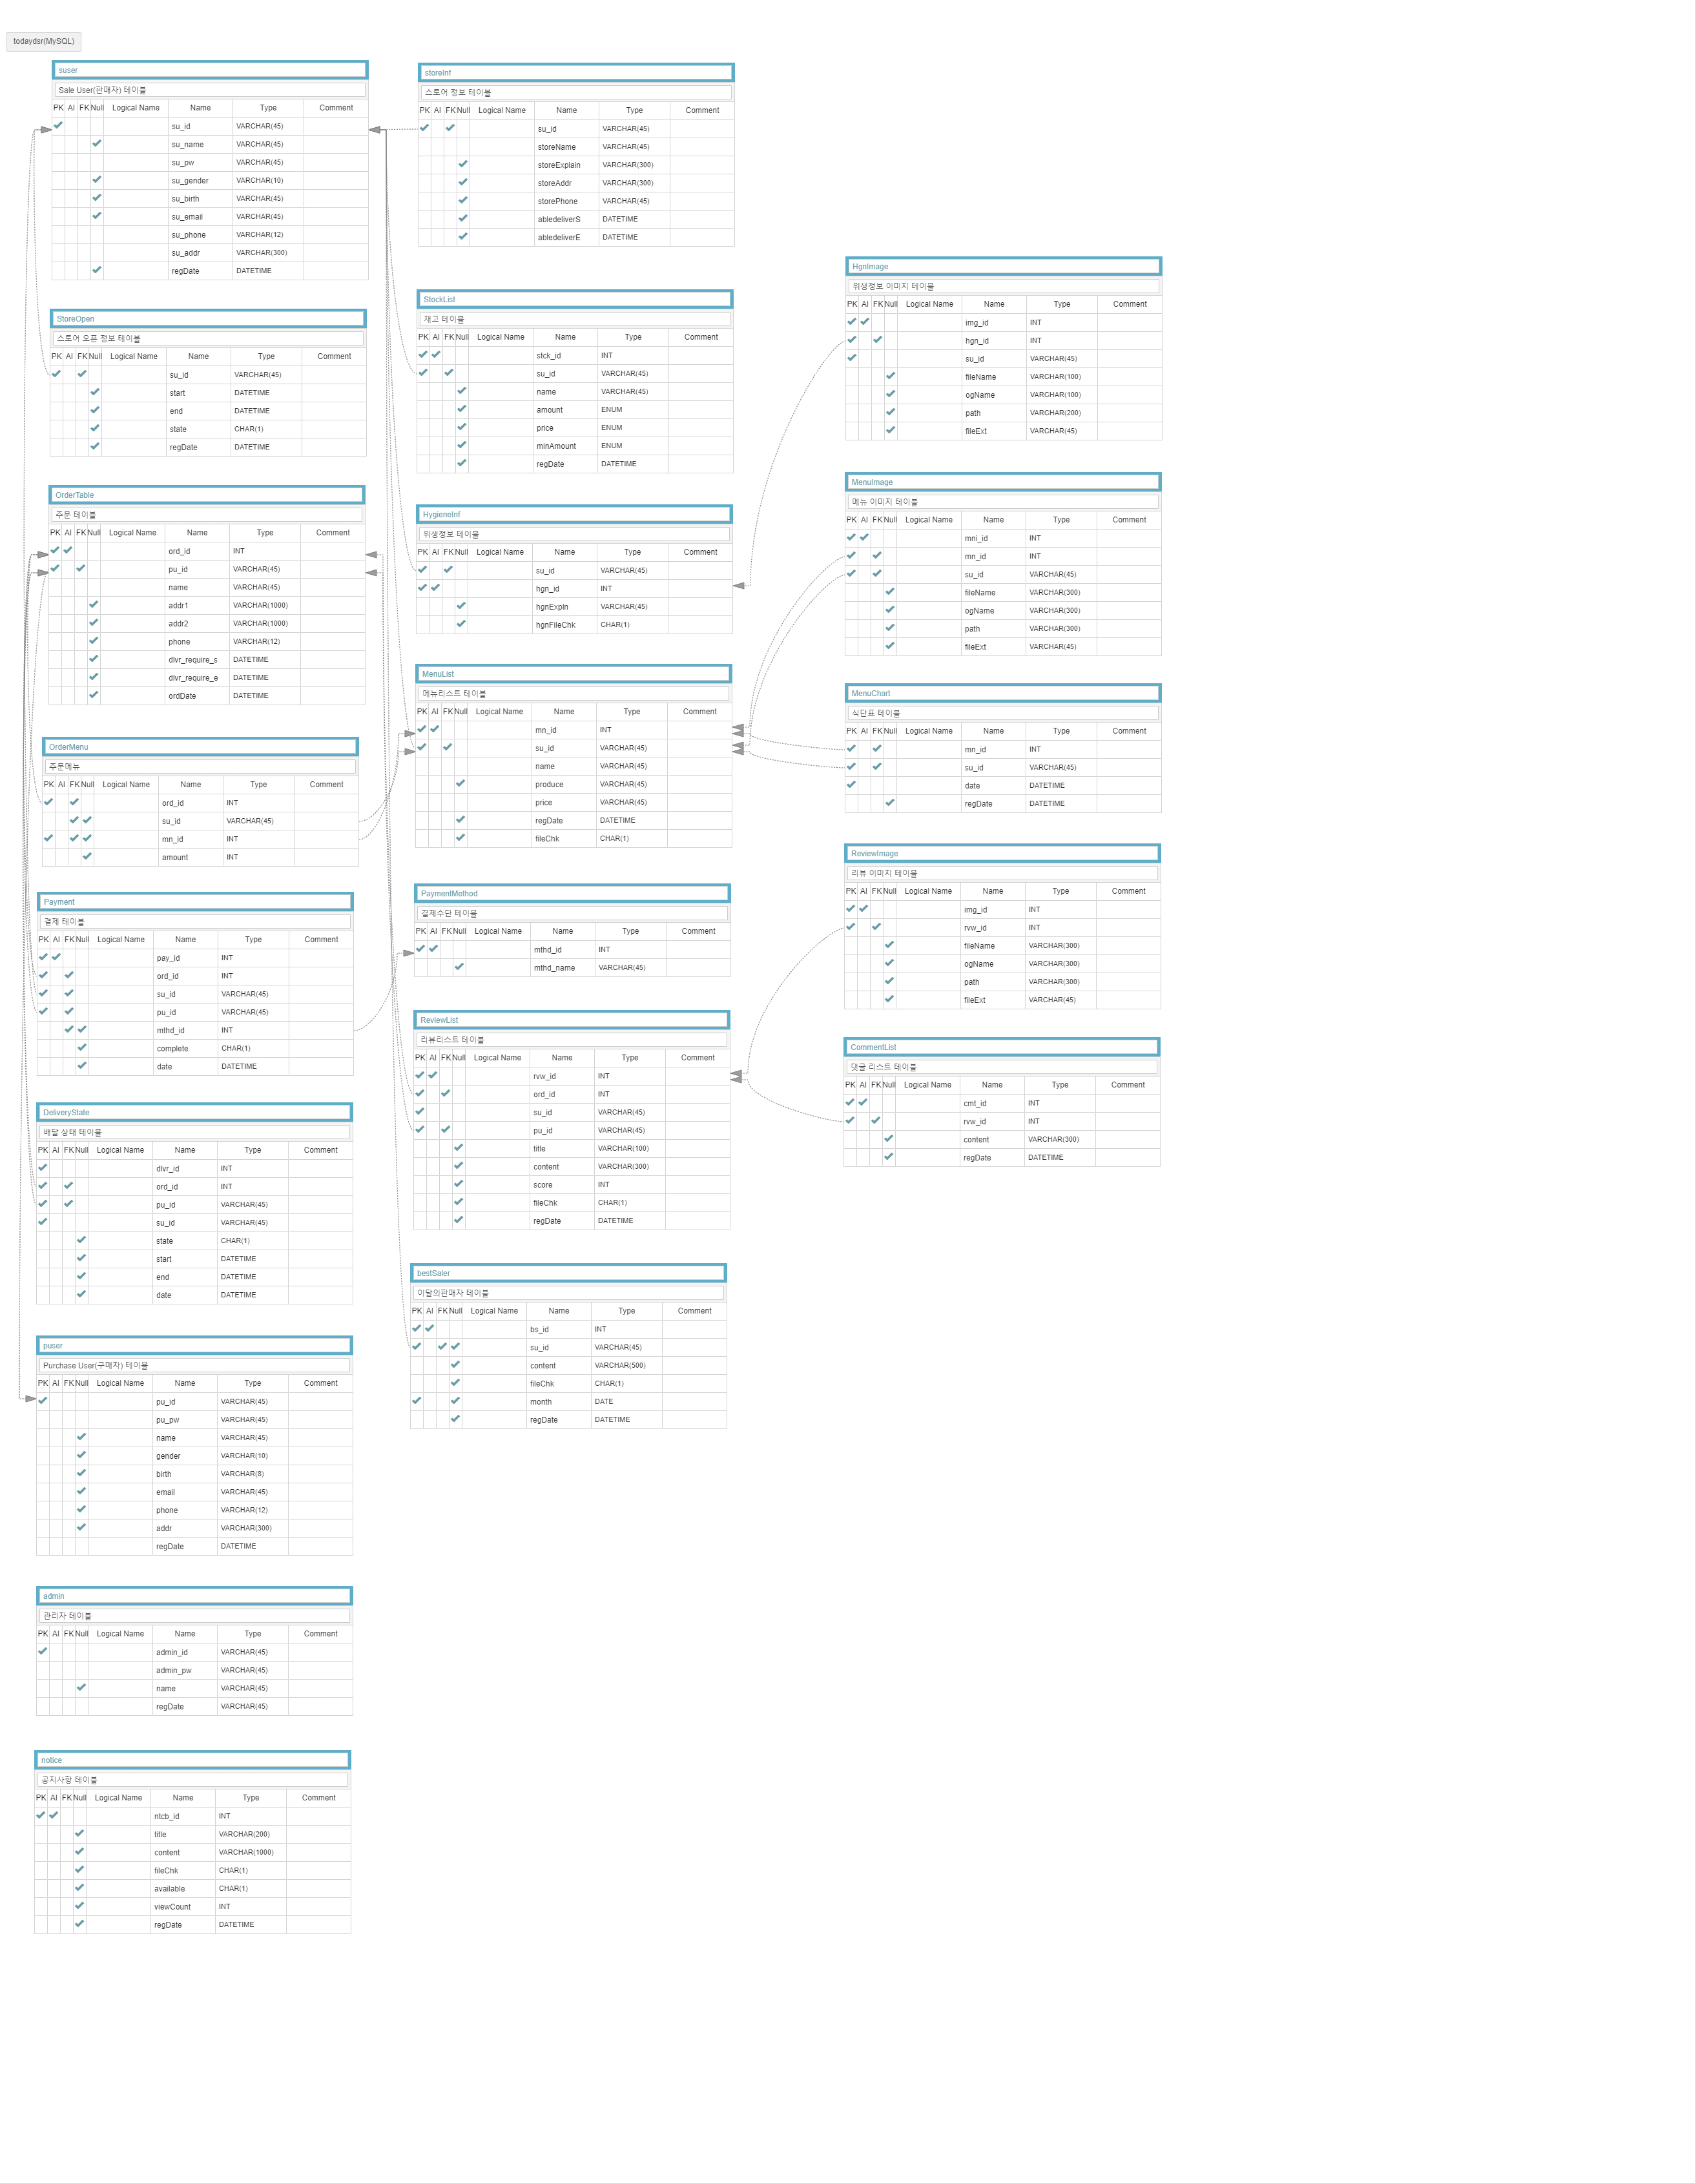 todaydsr(MySQL)
suser
Sale User(판매자) 테이블
PK AI FK Null Logical Name Name Type Comment
su_id VARCHAR(45)
su_name VARCHAR(45)
su_pw VARCHAR(45)
su_gender VARCHAR(10)
su_birth VARCHAR(45)
su_email VARCHAR(45)
su_phone VARCHAR(12)
su_addr VARCHAR(300)
regDate DATETIME
StoreOpen
스토어 오픈 정보 테이블
PK AI FK Null Logical Name Name Type Comment
su_id VARCHAR(45)
start DATETIME
end DATETIME
state CHAR(1)
regDate DATETIME
OrderTable
주문 테이블
PK AI FK Null Logical Name Name Type Comment
ord_id INT
pu_id VARCHAR(45)
name VARCHAR(45)
addr1 VARCHAR(1000)
addr2 VARCHAR(1000)
phone VARCHAR(12)
dlvr_require_s DATETIME
dlvr_require_e DATETIME
ordDate DATETIME
OrderMenu
주문메뉴
PK AI FK Null Logical Name Name Type Comment
ord_id INT
su_id VARCHAR(45)
mn_id INT
amount INT
Payment
결제 테이블
PK AI FK Null Logical Name Name Type Comment
pay_id INT
ord_id INT
su_id VARCHAR(45)
pu_id VARCHAR(45)
mthd_id INT
complete CHAR(1)
date DATETIME
DeliveryState
배달 상태 테이블
PK AI FK Null Logical Name Name Type Comment
dlvr_id INT
ord_id INT
pu_id VARCHAR(45)
su_id VARCHAR(45)
state CHAR(1)
start DATETIME
end DATETIME
date DATETIME
puser
Purchase User(구매자) 테이블
PK AI FK Null Logical Name Name Type Comment
pu_id VARCHAR(45)
pu_pw VARCHAR(45)
name VARCHAR(45)
gender VARCHAR(10)
birth VARCHAR(8)
email VARCHAR(45)
phone VARCHAR(12)
addr VARCHAR(300)
regDate DATETIME
admin
관리자 테이블
PK AI FK Null Logical Name Name Type Comment
admin_id VARCHAR(45)
admin_pw VARCHAR(45)
name VARCHAR(45)
regDate VARCHAR(45)
notice
공지사항 테이블
PK AI FK Null Logical Name Name Type Comment
ntcb_id INT
title VARCHAR(200)
content VARCHAR(1000)
fileChk CHAR(1)
available CHAR(1)
viewCount INT
regDate DATETIME
storeInf
스토어 정보 테이블
PK AI FK Null Logical Name Name Type Comment
su_id VARCHAR(45)
storeName VARCHAR(45)
storeExplain VARCHAR(300)
storeAddr VARCHAR(300)
storePhone VARCHAR(45)
abledeliverS DATETIME
abledeliverE DATETIME
StockList
재고 테이블
PK AI FK Null Logical Name Name Type Comment
stck_id INT
su_id VARCHAR(45)
name VARCHAR(45)
amount ENUM
price ENUM
minAmount ENUM
regDate DATETIME
HygieneInf
위생정보 테이블
PK AI FK Null Logical Name Name Type Comment
su_id VARCHAR(45)
hgn_id INT
hgnExpln VARCHAR(45)
hgnFileChk CHAR(1)
MenuList
메뉴리스트 테이블
PK AI FK Null Logical Name Name Type Comment
mn_id INT
su_id VARCHAR(45)
name VARCHAR(45)
produce VARCHAR(45)
price VARCHAR(45)
regDate DATETIME
fileChk CHAR(1)
PaymentMethod
결제수단 테이블
PK AI FK Null Logical Name Name Type Comment
mthd_id INT
mthd_name VARCHAR(45)
ReviewList
리뷰리스트 테이블
PK AI FK Null Logical Name Name Type Comment
rvw_id INT
ord_id INT
su_id VARCHAR(45)
pu_id VARCHAR(45)
title VARCHAR(100)
content VARCHAR(300)
score INT
fileChk CHAR(1)
regDate DATETIME
bestSaler
이달의판매자 테이블
PK AI FK Null Logical Name Name Type Comment
bs_id INT
su_id VARCHAR(45)
content VARCHAR(500)
fileChk CHAR(1)
month DATE
regDate DATETIME
HgnImage
위생정보 이미지 테이블
PK AI FK Null Logical Name Name Type Comment
img_id INT
hgn_id INT
su_id VARCHAR(45)
fileName VARCHAR(100)
ogName VARCHAR(100)
path VARCHAR(200)
fileExt VARCHAR(45)
MenuImage
메뉴 이미지 테이블
PK AI FK Null Logical Name Name Type Comment
mni_id INT
mn_id INT
su_id VARCHAR(45)
fileName VARCHAR(300)
ogName VARCHAR(300)
path VARCHAR(300)
fileExt VARCHAR(45)
MenuChart
식단표 테이블
PK AI FK Null Logical Name Name Type Comment
mn_id INT
su_id VARCHAR(45)
date DATETIME
regDate DATETIME
ReviewImage
리뷰 이미지 테이블
PK AI FK Null Logical Name Name Type Comment
img_id INT
rvw_id INT
fileName VARCHAR(300)
ogName VARCHAR(300)
path VARCHAR(300)
fileExt VARCHAR(45)
CommentList
댓글 리스트 테이블
PK AI FK Null Logical Name Name Type Comment
cmt_id INT
rvw_id INT
content VARCHAR(300)
regDate DATETIME